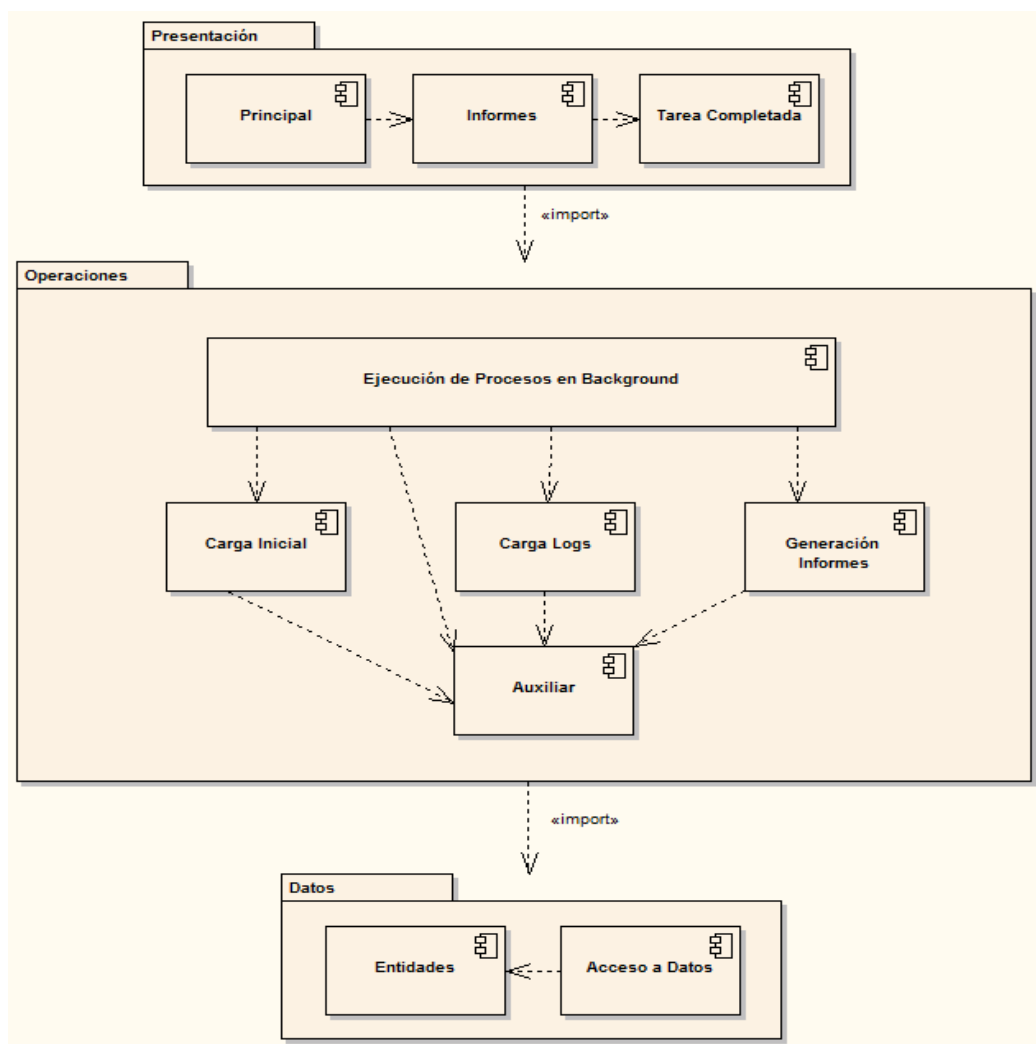 Presentación
Principal
Informes
Tarea Completada
«import»
Operaciones
Ejecución de Procesos en Background
Carga Inicial
Carga Logs
Generación
Informes
Auxiliar
«import»
Datos
Entidades
Acceso a Datos